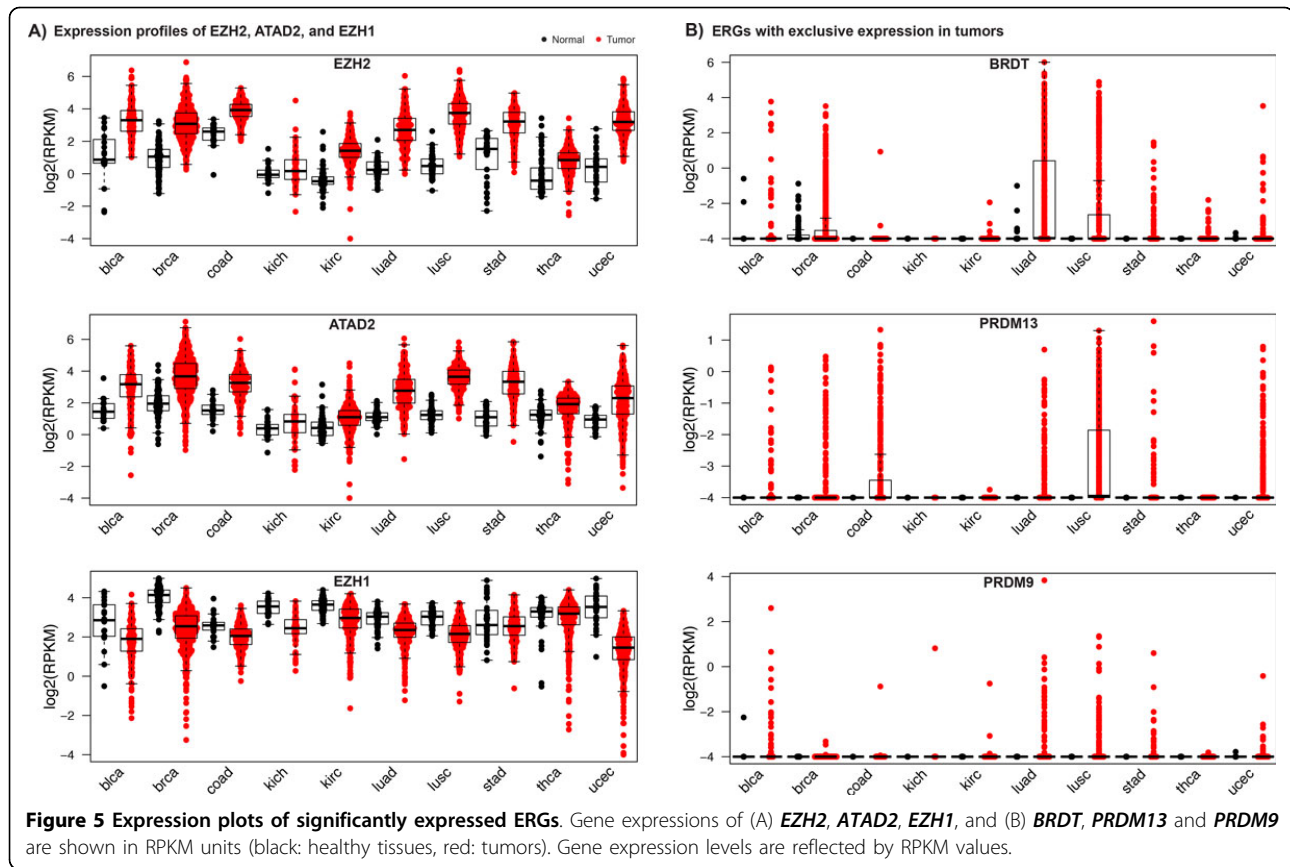 A) Expression profiles of EZH2, ATAD2, and EZH1
● Normal ● Tumor
EZH2
log2(RPKM)
6
4
2
0
−2
−4
blca brca coad kich kirc luad lusc stad thca ucec
ATAD2
log2(RPKM)
6
4
2
0
−2
−4
blca brca coad kich kirc luad lusc stad thca ucec
EZH1
log2(RPKM)
4
2
0
−2
−4
blca brca coad kich kirc luad lusc stad thca ucec
B) ERGs with exclusive expression in tumors
BRDT
log2(RPKM)
6
4
2
0
−2
−4
blca brca coad kich kirc luad lusc stad thca ucec
PRDM13
log2(RPKM)
1
0
−1
−2
−3
−4
blca brca coad kich kirc luad lusc stad thca ucec
PRDM9
log2(RPKM)
4
2
0
−2
−4
blca brca coad kich kirc luad lusc stad thca ucec
Figure 5 Expression plots of significantly expressed ERGs. Gene expressions of (A) EZH2, ATAD2, EZH1, and (B) BRDT, PRDM13 and PRDM9
are shown in RPKM units (black: healthy tissues, red: tumors). Gene expression levels are reflected by RPKM values.